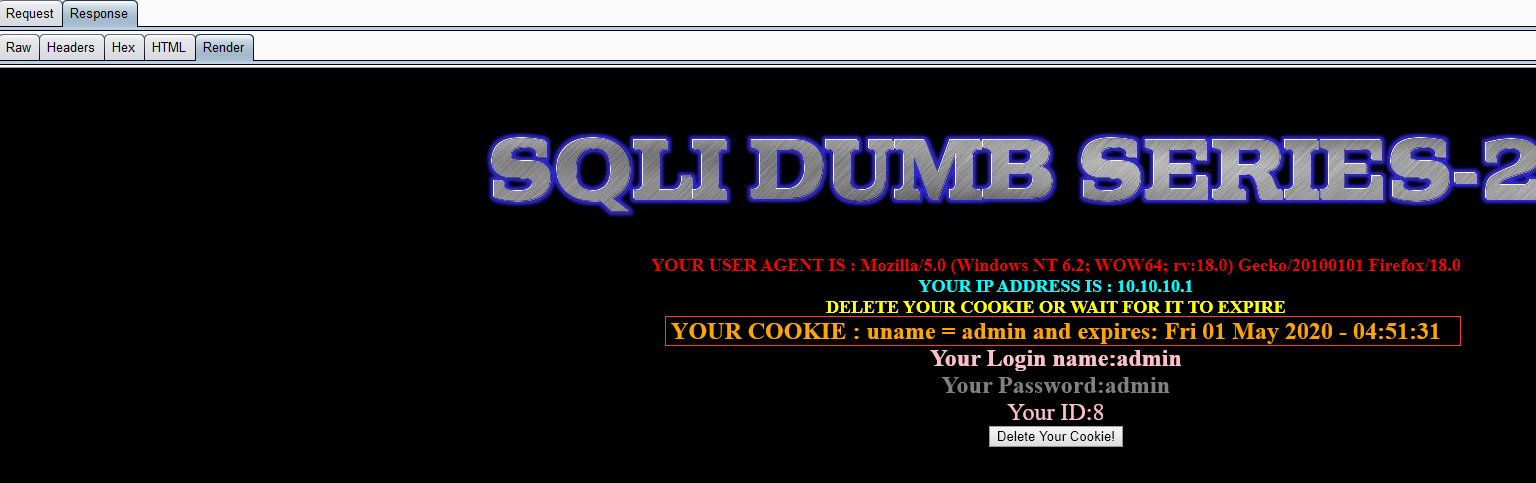 Request Response
Raw Headers Hex HTML Render
SQLI DUMB SERIES-2
YOUR USER AGENT IS : Mozilla/5.0 (Windows NT 6.2; WOW64; rv:18.0) Gecko/20100101 Firefox/18.0
YOUR IP ADDRESS IS : 10.10.10.1
DELETE YOUR COOKIE OR WAIT FOR IT TO EXPIRE
YOUR COOKIE : uname = admin and expires: Fri 01 May 2020 - 04:51:31
Your Login name:admin
Your Password:admin
Your ID:8
Delete Your Cookie!